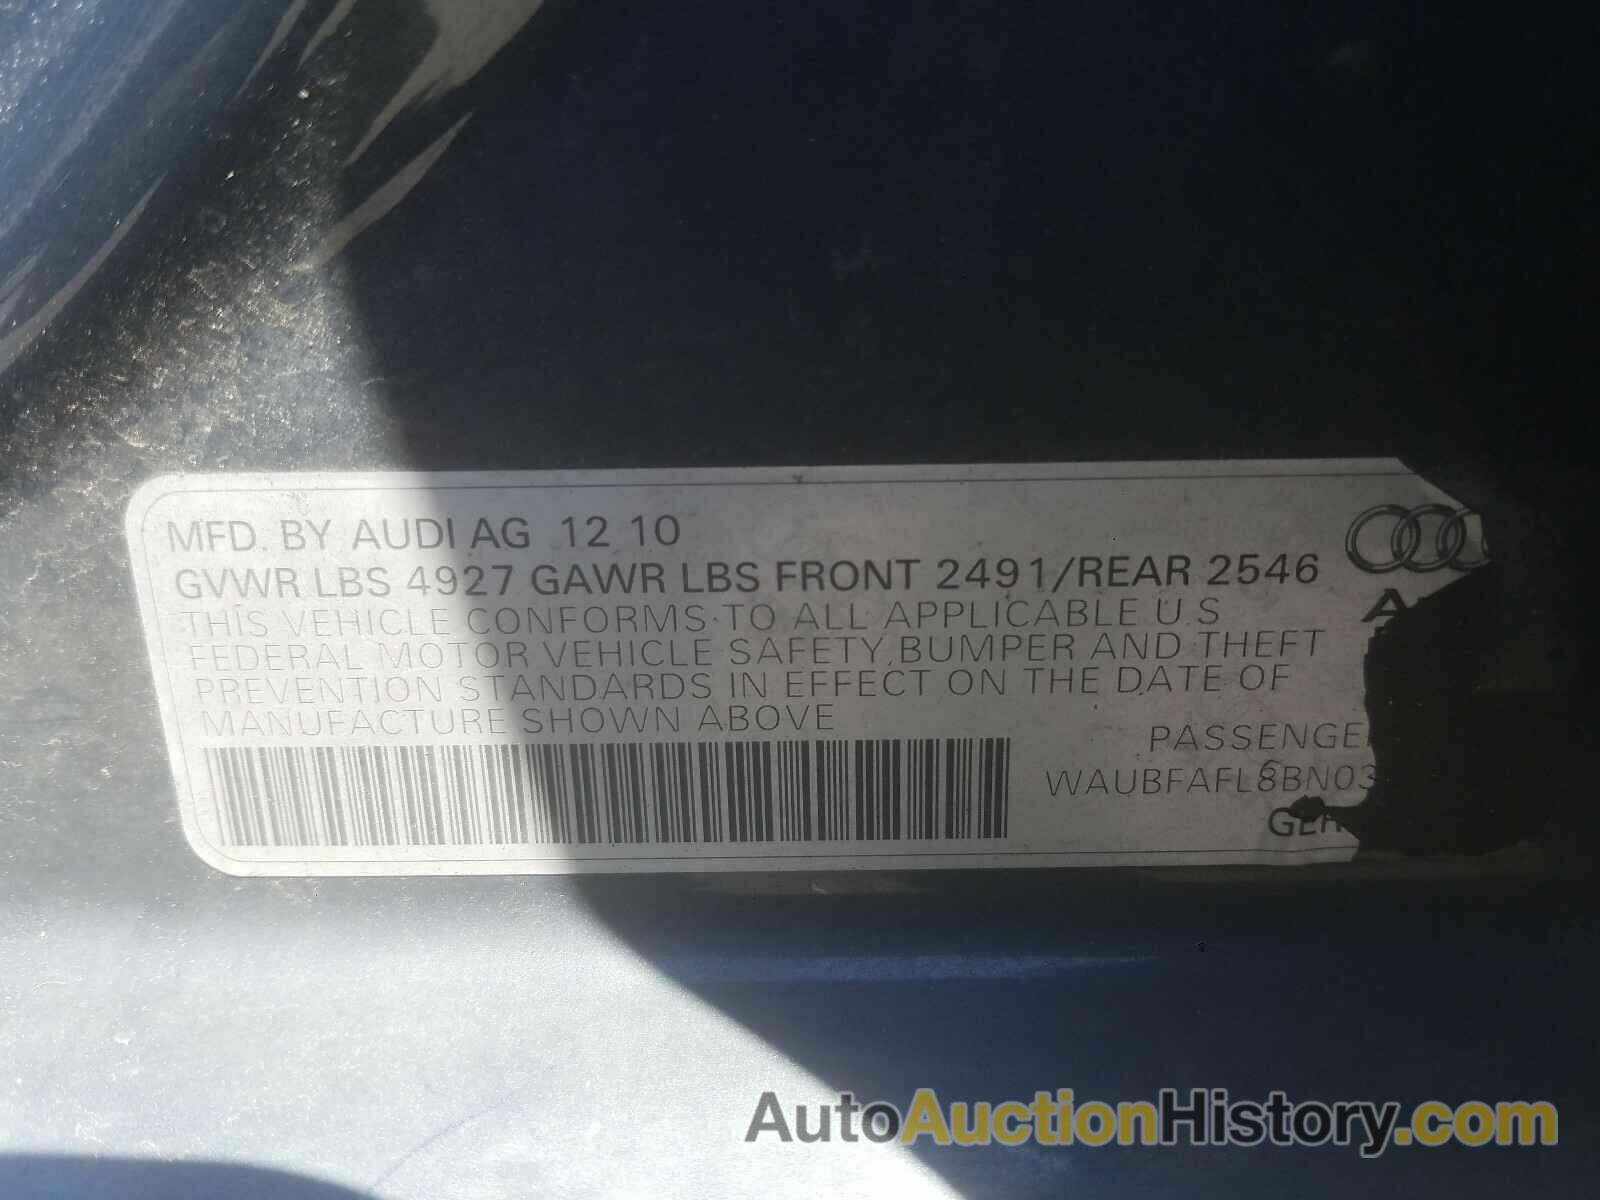 MFD. BY AUDI AG 12 10
GVWR LBS 4927 GAWR LBS FRONT 2491/REAR 2546
THIS VEHICLE CONFORMS TO ALL APPLICABLE U.S
FEDERAL MOTOR VEHICLE SAFETY, BUMPER AND THEFT
PREVENTION STANDARDS IN EFFECT ON THE DATE OF
MANUFACTURE SHOWN ABOVE
PASSENGE
WAUBFAFL8BN03
AutoAuctionHistory.com